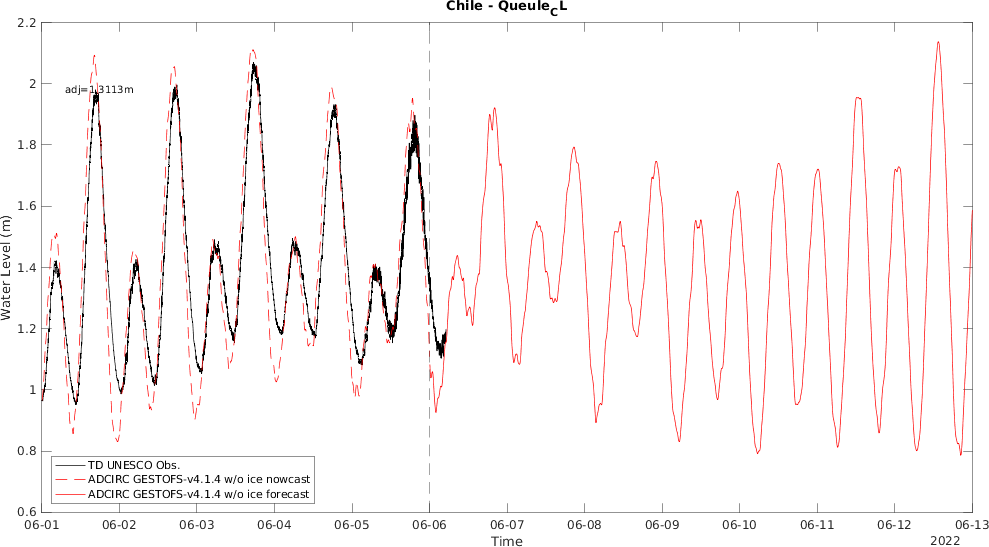 Chile - Queule_CL
2.2
2
1.8
1.6
1.4
1.2
1
0.8
0.6
Water Level (m)
adj=1.3113m
TD UNESCO Obs.
ADCIRC GESTOFS-v4.1.4 w/o ice nowcast
ADCIRC GESTOFS-v4.1.4 w/o ice forecast
06-01 06-02 06-03 06-04 06-05 06-06 06-07 06-08 06-09 06-10 06-11 06-12 06-13
Time
2022